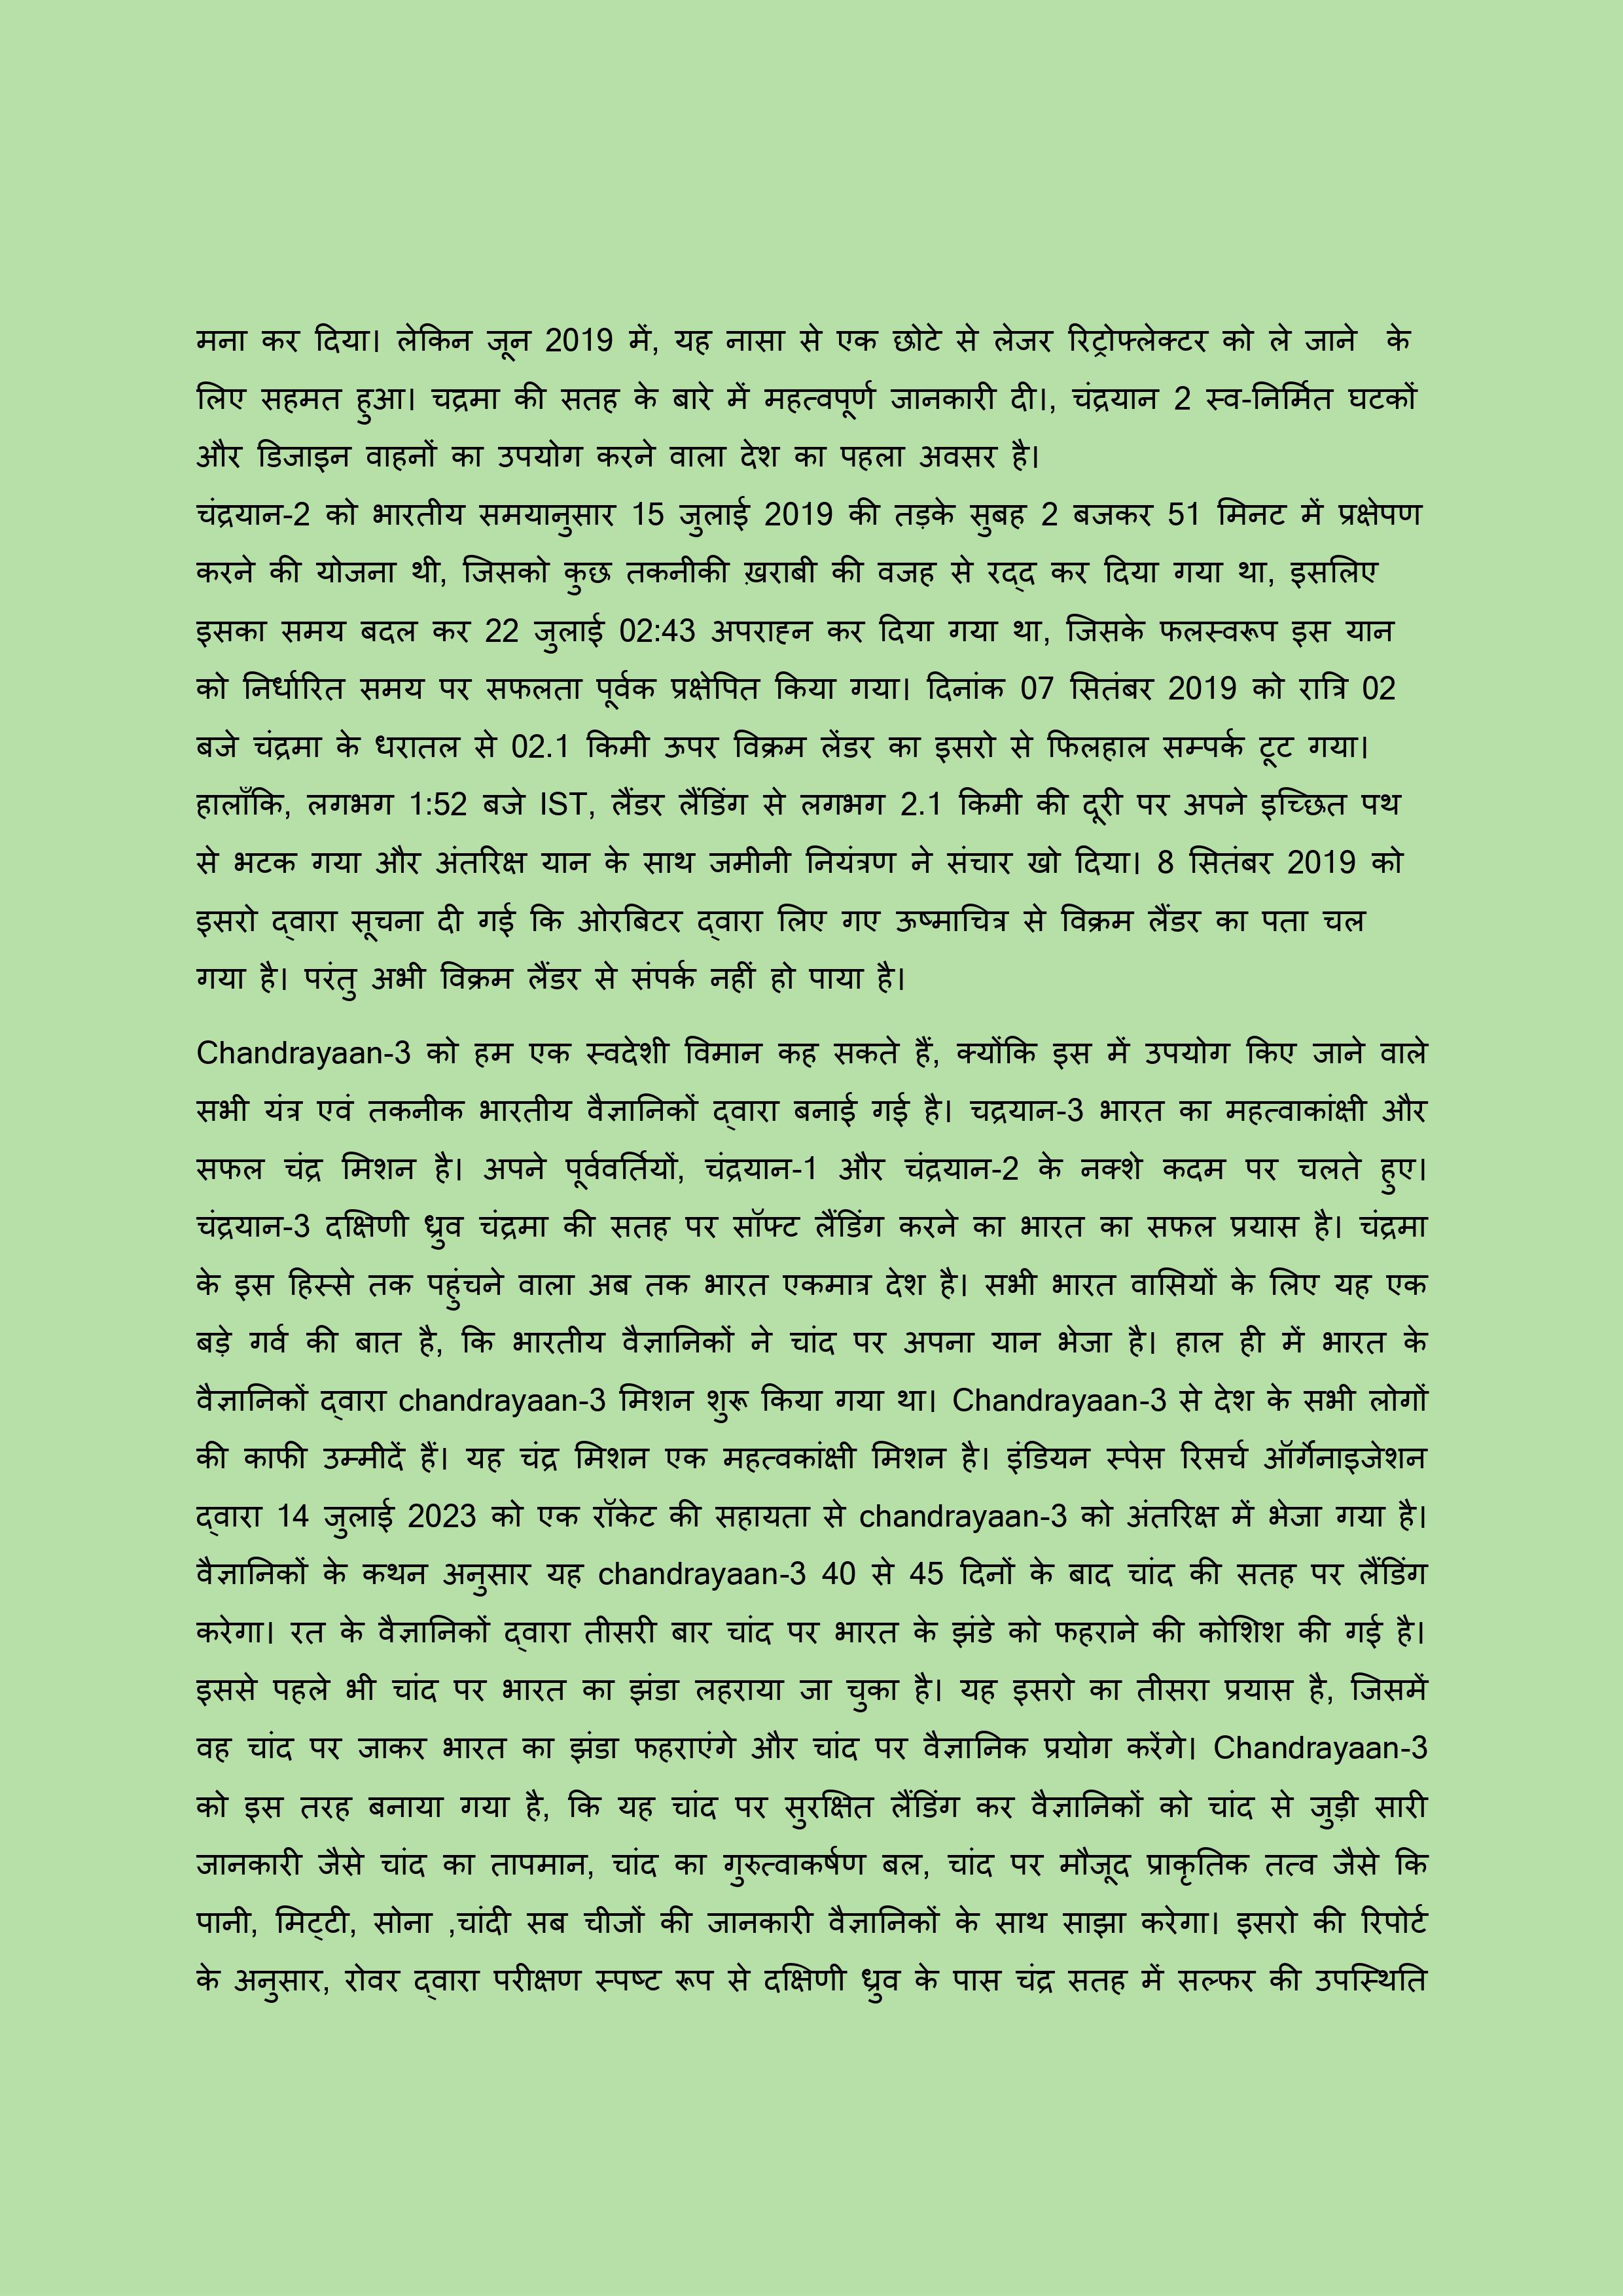 मना कर दिया। लेकिन जून 2019 में, यह नासा से एक छोटे से लेजर रिट्रोफ्लेक्टर को ले जाने के
लिए सहमत हुआ। चद्रमा की सतह के बारे में महत्वपूर्ण जानकारी दी।, चंद्रयान 2 स्व-निर्मित घटकों
और डिजाइन वाहनों का उपयोग करने वाला देश का पहला अवसर है।
चंद्रयान-2 को भारतीय समयानुसार 15 जुलाई 2019 की तड़के सुबह 2 बजकर 51 मिनट में प्रक्षेपण
करने की योजना थी, जिसको कुछ तकनीकी ख़राबी की वजह से रद्द कर दिया गया था, इसलिए
इसका समय बदल कर 22 जुलाई 02:43 अपराह्न कर दिया गया था, जिसके फलस्वरूप इस यान
को निर्धारित समय पर सफलता पूर्वक प्रक्षेपित किया गया। दिनांक 07 सितंबर 2019 को रात्रि 02
बजे चंद्रमा के धरातल से 02.1 किमी ऊपर विक्रम लेंडर का इसरो से फिलहाल सम्पर्क टूट गया।
हालाँकि, लगभग 1:52 बजे IST, लैंडर लैंडिंग से लगभग 2.1 किमी की दूरी पर अपने इच्छित पथ
से भटक गया और अंतरिक्ष यान के साथ जमीनी नियंत्रण ने संचार खो दिया। 8 सितंबर 2019 को
इसरो द्वारा सूचना दी गई कि ओरबिटर द्वारा लिए गए ऊष्माचित्र से विक्रम लैंडर का पता चल
गया है। परंतु अभी विक्रम लैंडर से संपर्क नहीं हो पाया है।
Chandrayaan-3 को हम एक स्वदेशी विमान कह सकते हैं, क्योंकि इस में उपयोग किए जाने वाले
सभी यंत्र एवं तकनीक भारतीय वैज्ञानिकों द्वारा बनाई गई है। चद्रयान-3 भारत का महत्वाकांक्षी और
सफल चंद्र मिशन है। अपने पूर्ववर्तियों, चंद्रयान-1 और चंद्रयान-2 के नक्शे कदम पर चलते हुए।
चंद्रयान-3 दक्षिणी ध्रुव चंद्रमा की सतह पर सॉफ्ट लैंडिंग करने का भारत का सफल प्रयास है। चंद्रमा
के इस हिस्से तक पहुंचने वाला अब तक भारत एकमात्र देश है। सभी भारत वासियों के लिए यह एक
बड़े गर्व की बात है, कि भारतीय वैज्ञानिकों ने चांद पर अपना यान भेजा है। हाल ही में भारत के
वैज्ञानिकों द्वारा chandrayaan-3 मिशन शुरू किया गया था। Chandrayaan-3 से देश के सभी लोगों
की काफी उम्मीदें हैं। यह चंद्र मिशन एक महत्वकांक्षी मिशन है। इंडियन स्पेस रिसर्च ऑर्गेनाइजेशन
द्वारा 14 जुलाई 2023 को एक रॉकेट की सहायता से chandrayaan-3 को अंतरिक्ष में भेजा गया है।
वैज्ञानिकों के कथन अनुसार यह chandrayaan-3 40 से 45 दिनों के बाद चांद की सतह पर लैंडिंग
करेगा। रत के वैज्ञानिकों द्वारा तीसरी बार चांद पर भारत के झंडे को फहराने की कोशिश की गई है।
इससे पहले भी चांद पर भारत का झंडा लहराया जा चुका है। यह इसरो का तीसरा प्रयास है, जिसमें
वह चांद पर जाकर भारत का झंडा फहराएंगे और चांद पर वैज्ञानिक प्रयोग करेंगे। Chandrayaan-3
को इस तरह बनाया गया है, कि यह चांद पर सुरक्षित लैंडिंग कर वैज्ञानिकों को चांद से जुड़ी सारी
जानकारी जैसे चांद का तापमान, चांद का गुरुत्वाकर्षण बल, चांद पर मौजूद प्राकृतिक तत्व जैसे कि
पानी, मिट्टी, सोना ,चांदी सब चीजों की जानकारी वैज्ञानिकों के साथ साझा करेगा। इसरो की रिपोर्ट
के अनुसार, रोवर द्वारा परीक्षण स्पष्ट रूप से दक्षिणी ध्रुव के पास चंद्र सतह में सल्फर की उपस्थिति